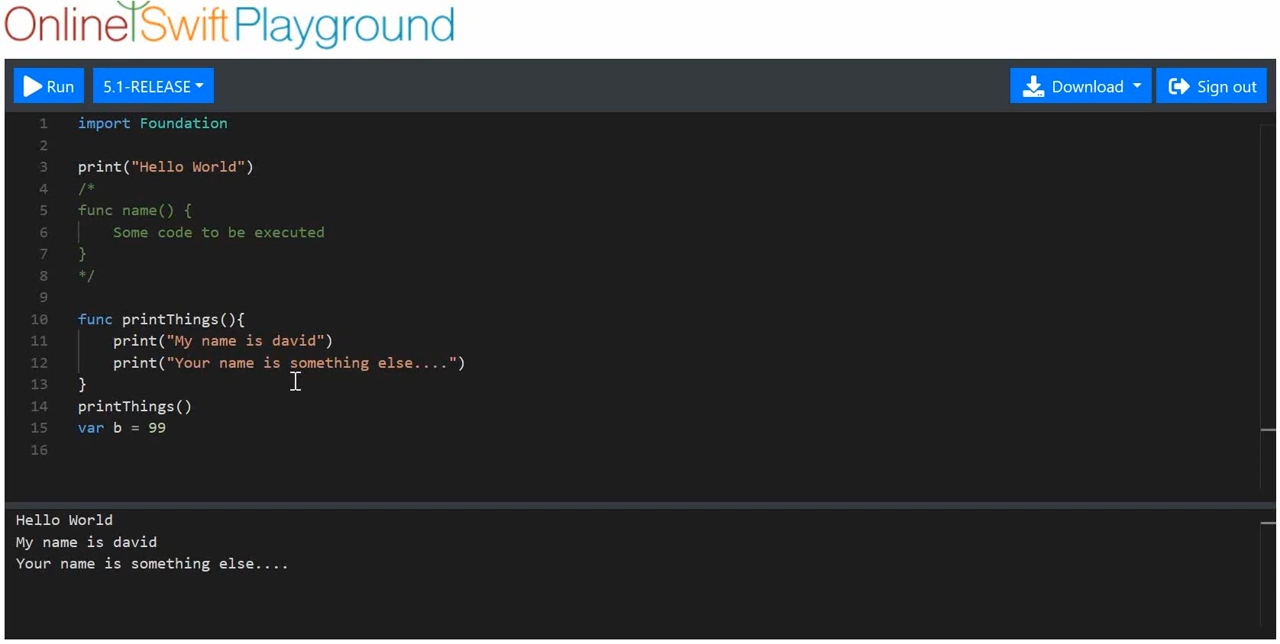 Online Swift Playground
Run 5.1-RELEASE Download Sign out
1 import Foundation
2
3 print("Hello World")
4 /*
5 func name() {
6 Some code to be executed
7 }
8 */
9
10 func printThings(){
11 print("My name is david")
12 print("Your name is something else....")
13 }
14 printThings()
15 var b = 99
16
Hello World
My name is david
Your name is something else....